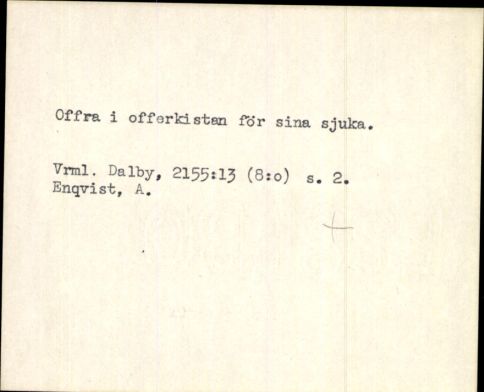 Offra i offerkistan för sina sjuka.
Vrml. Dalby, 2155:13 (8:o) s. 2.
Enqvist, A.